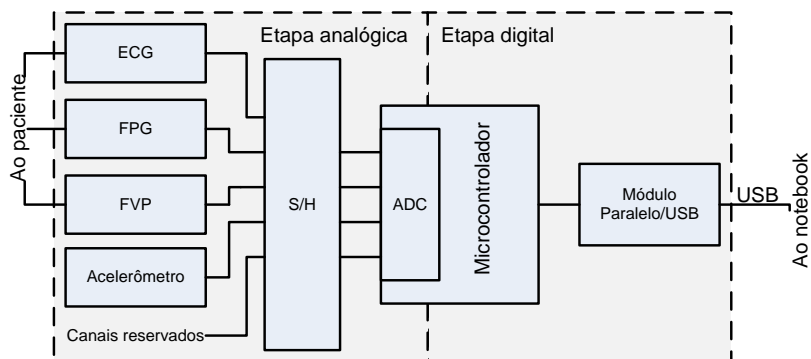 Etapa analógica
Etapa digital
ECG
FPG
FVP
Acelerômetro
Canais reservados
Ao paciente
S/H
ADC
Microcontrolador
Módulo
Paralelo/USB
USB
Ao notebook